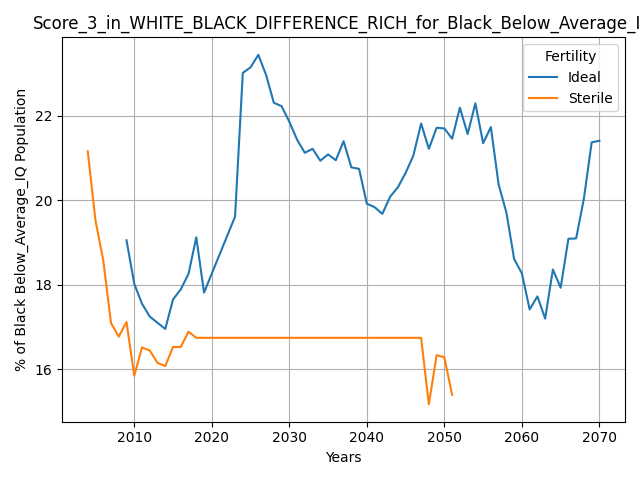 Score_3_in_WHITE_BLACK_DIFFERENCE_RICH_for_Black_Below_Average_I
Fertility
Ideal
Sterile
% of Black Below_Average_IQ Population
22
20
18
16
2010 2020 2030 2040 2050 2060 2070
Years